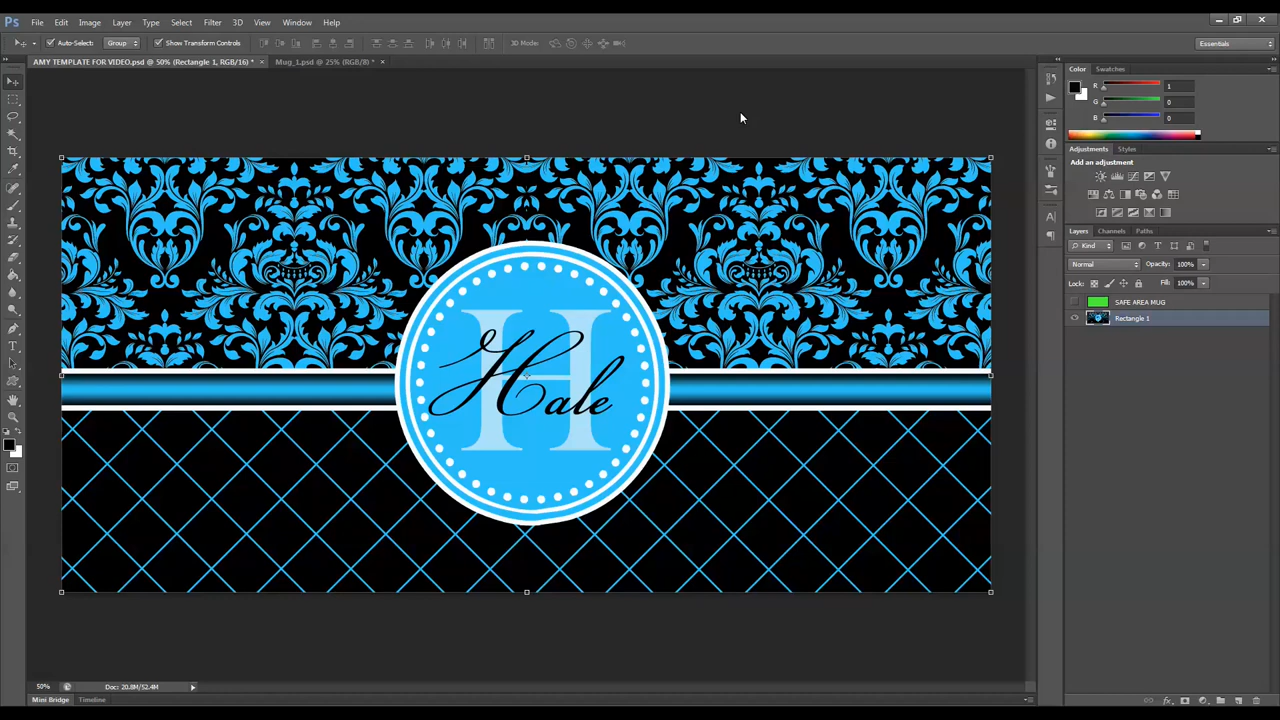 Ps File Edit Image Layer Type Select Filter 3D View Window Help
Auto-Select: Group Show Transform Controls 3D Mode: Essentials
AMY TEMPLATE FOR VIDEO.psd @ 50% (Rectangle 1, RGB/16) * × Mug_1.psd @ 25% (RGB/8) * ×
Color Swatches
R 1
G 0
B 0
Adjustments Styles
Add an adjustment
Layers Channels Paths
Kind
Normal Opacity: 100%
Lock: Fill: 100%
SAFE AREA MUG
Rectangle 1
H
Hale
50% Doc: 20.8M/52.4M
Mini Bridge Timeline